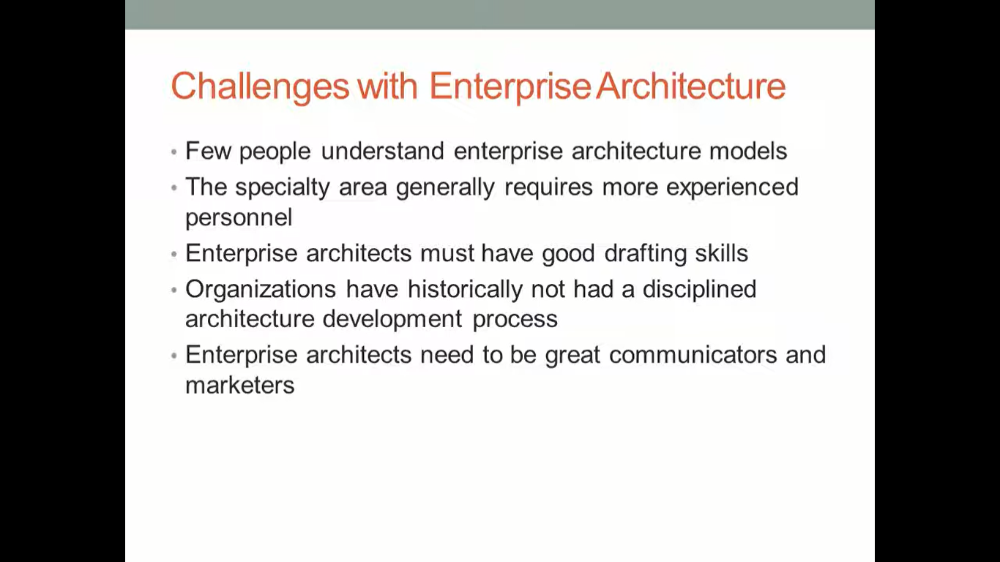 Challenges with Enterprise Architecture
• Few people understand enterprise architecture models
• The specialty area generally requires more experienced
personnel
• Enterprise architects must have good drafting skills
• Organizations have historically not had a disciplined
architecture development process
• Enterprise architects need to be great communicators and
marketers